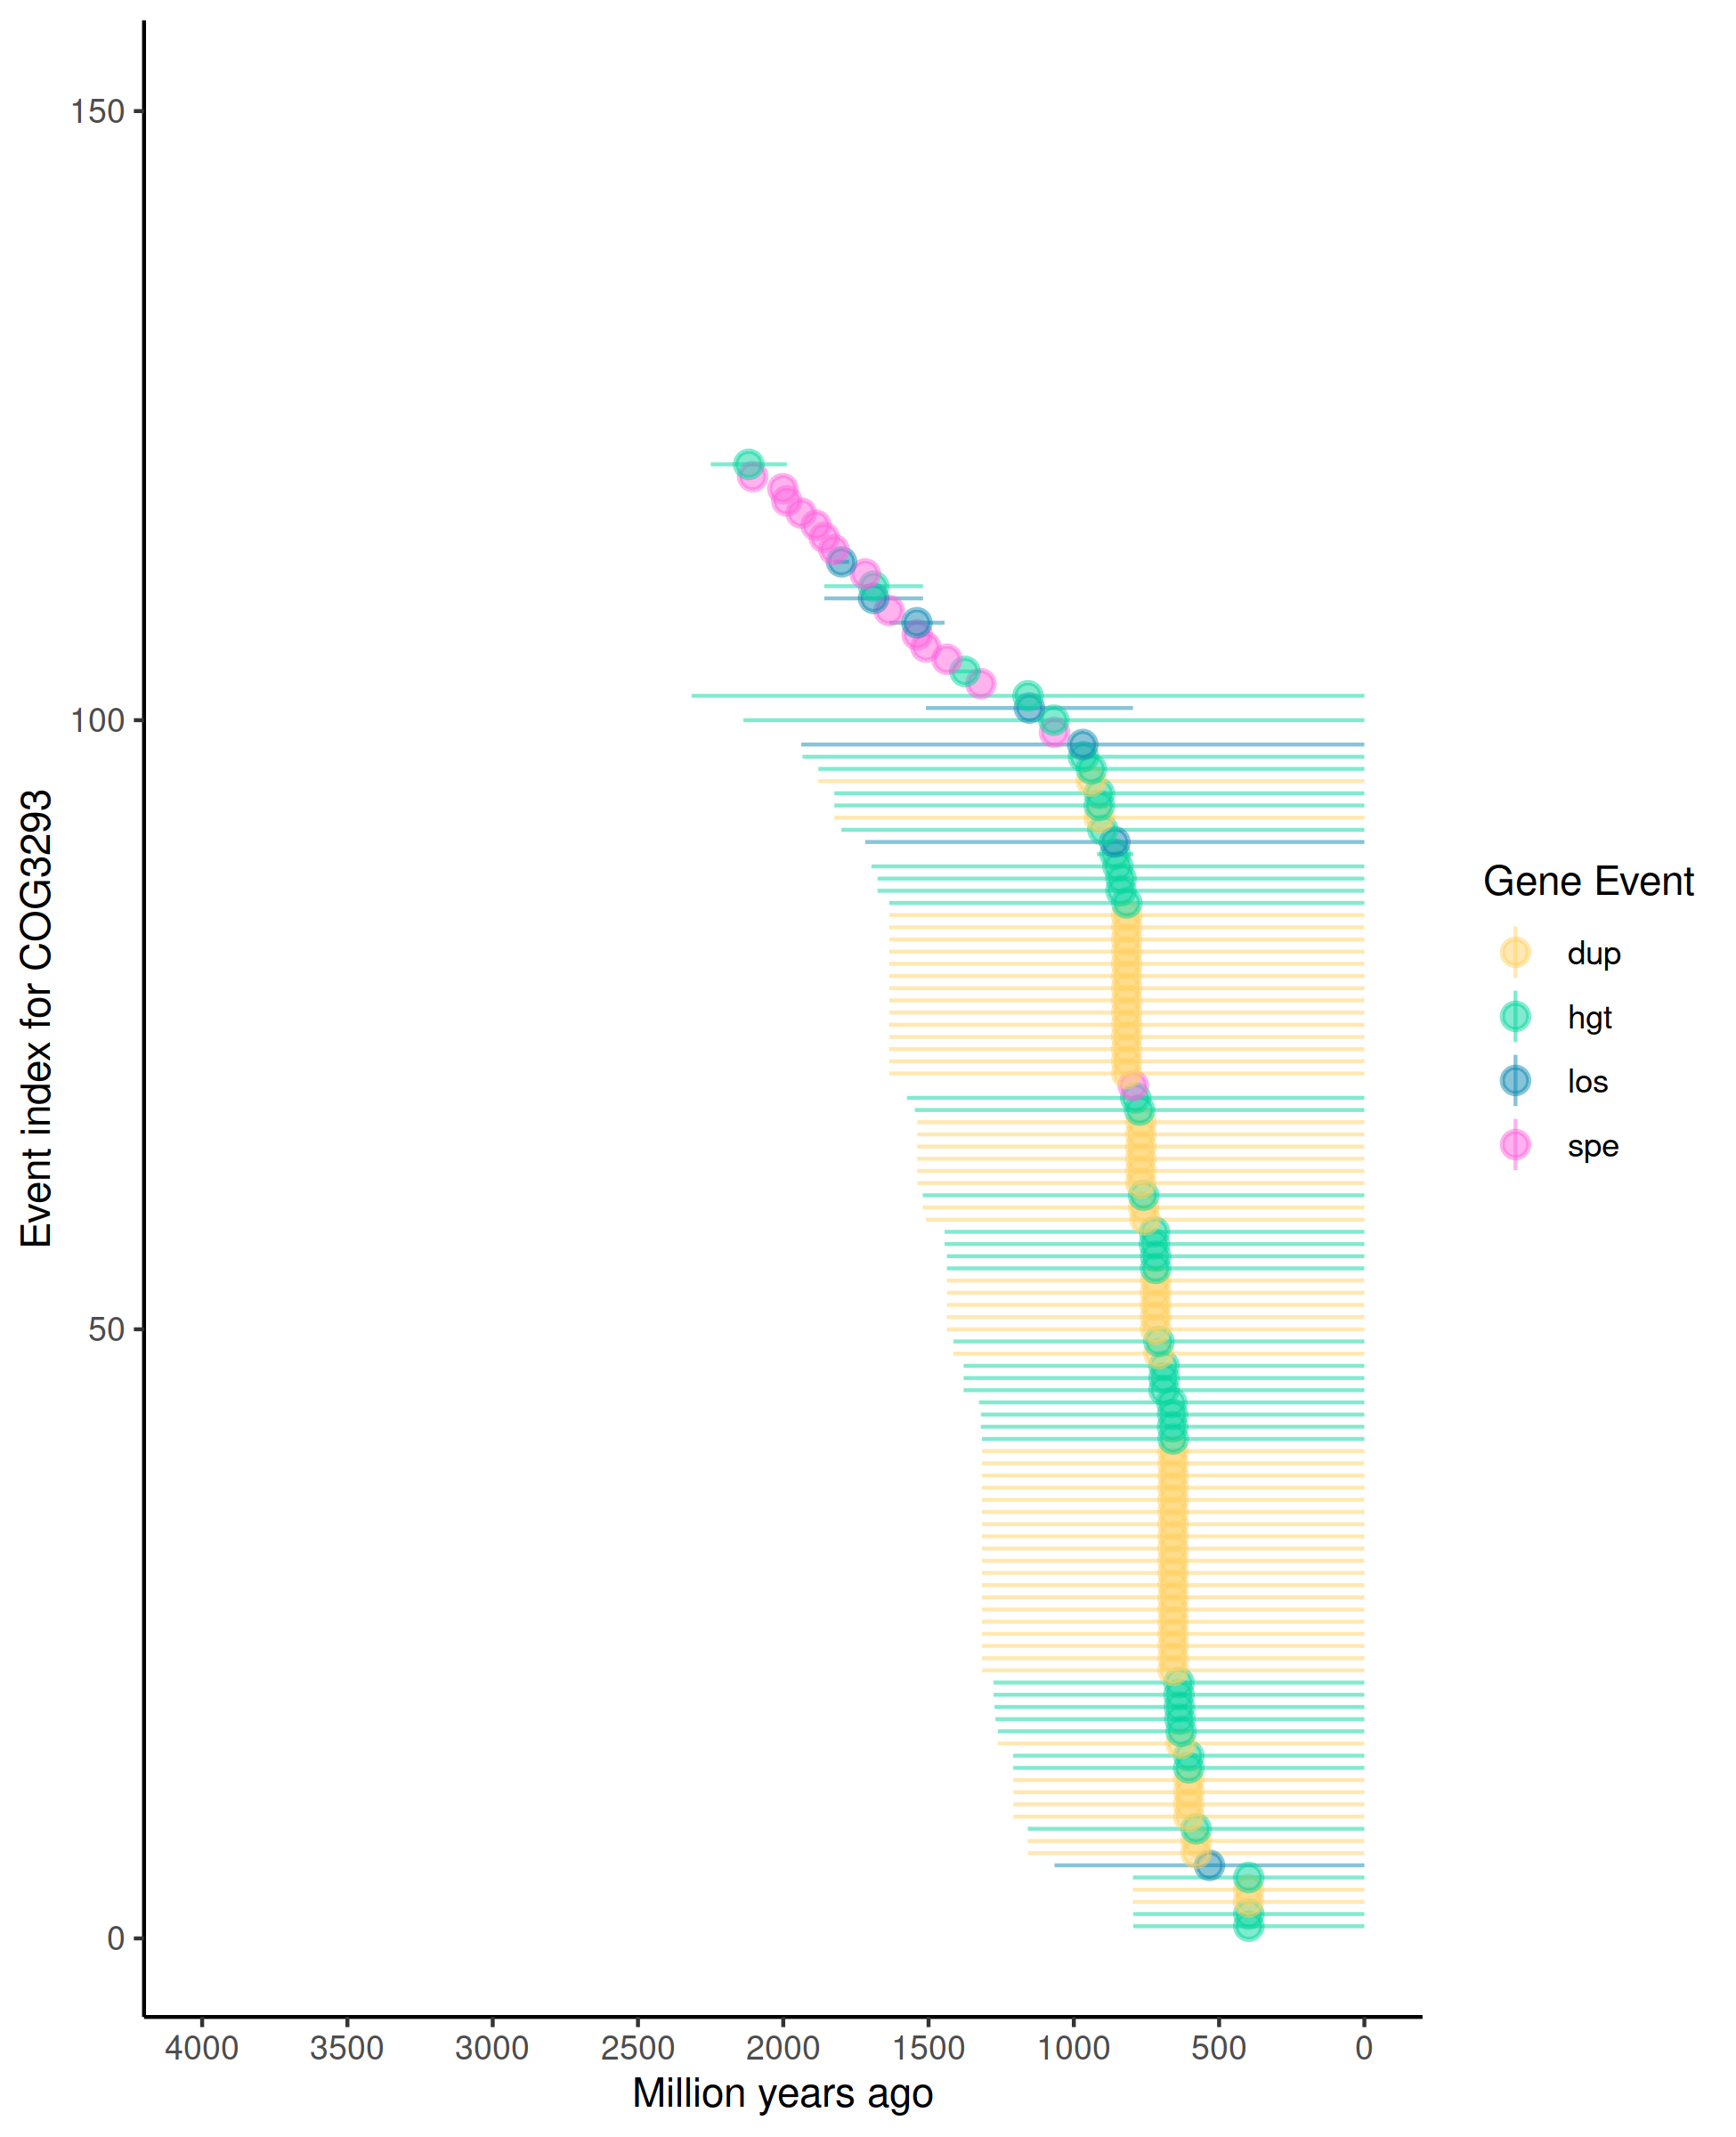 150
100
50
0
Event index for COG3293
4000 3500 3000 2500 2000 1500 1000 500 0
Million years ago
Gene Event
dup
hgt
los
spe